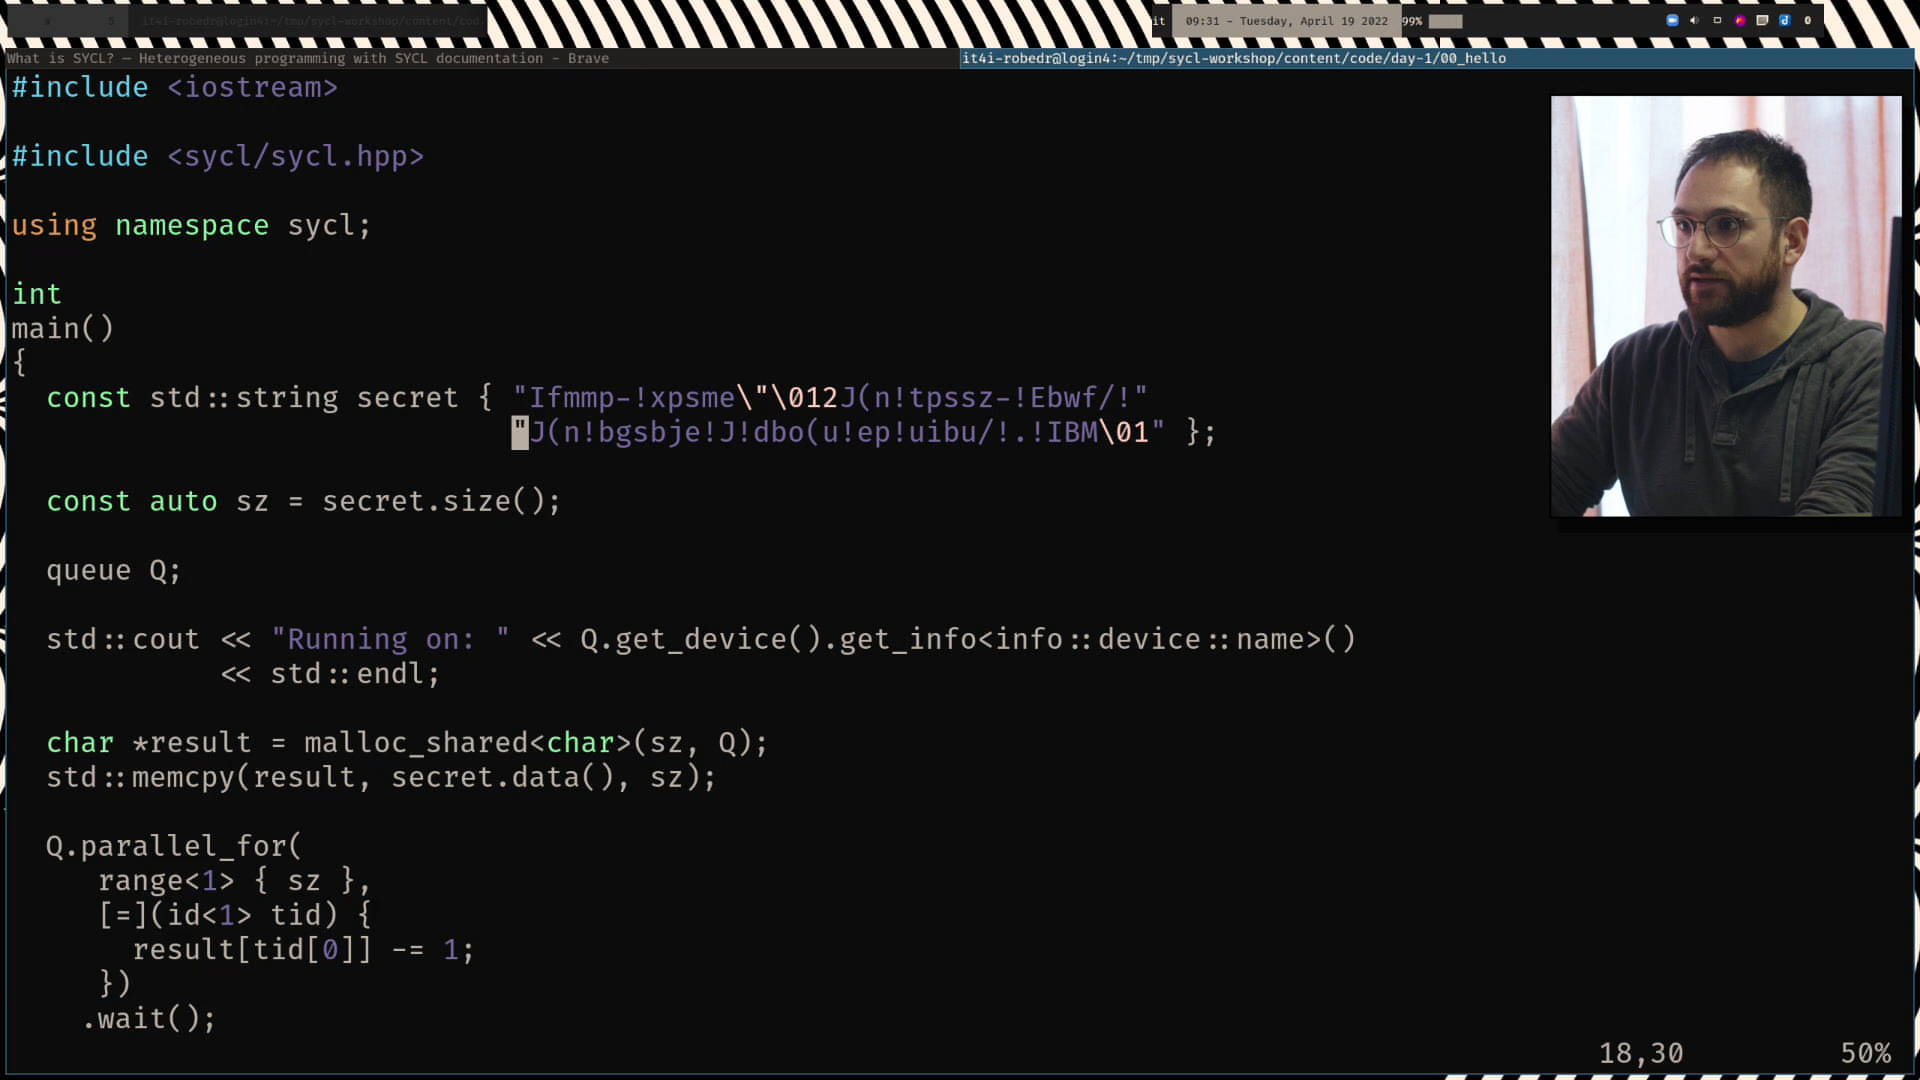 it4i-robedr@login4:~/tmp/sycl-workshop/content/cod
it
09:31 - Tuesday, April 19 2022
99%
What is SYCL? — Heterogeneous programming with SYCL documentation - Brave
it4i-robedr@login4:~/tmp/sycl-workshop/content/code/day-1/00_hello
#include <iostream>
#include <sycl/sycl.hpp>
using namespace sycl;
int
main()
{
const std::string secret { "Ifmmp-!xpsme\"\012J(n!tpssz-!Ebwf/!"
"J(n!bgsbje!J!dbo(u!ep!uibu/!.!IBM\01" };
const auto sz = secret.size();
queue Q;
std::cout << "Running on: " << Q.get_device().get_info<info::device::name>()
<< std::endl;
char *result = malloc_shared<char>(sz, Q);
std::memcpy(result, secret.data(), sz);
Q.parallel_for(
range<1> { sz },
[=](id<1> tid) {
result[tid[0]] -= 1;
})
.wait();
18,30 50%